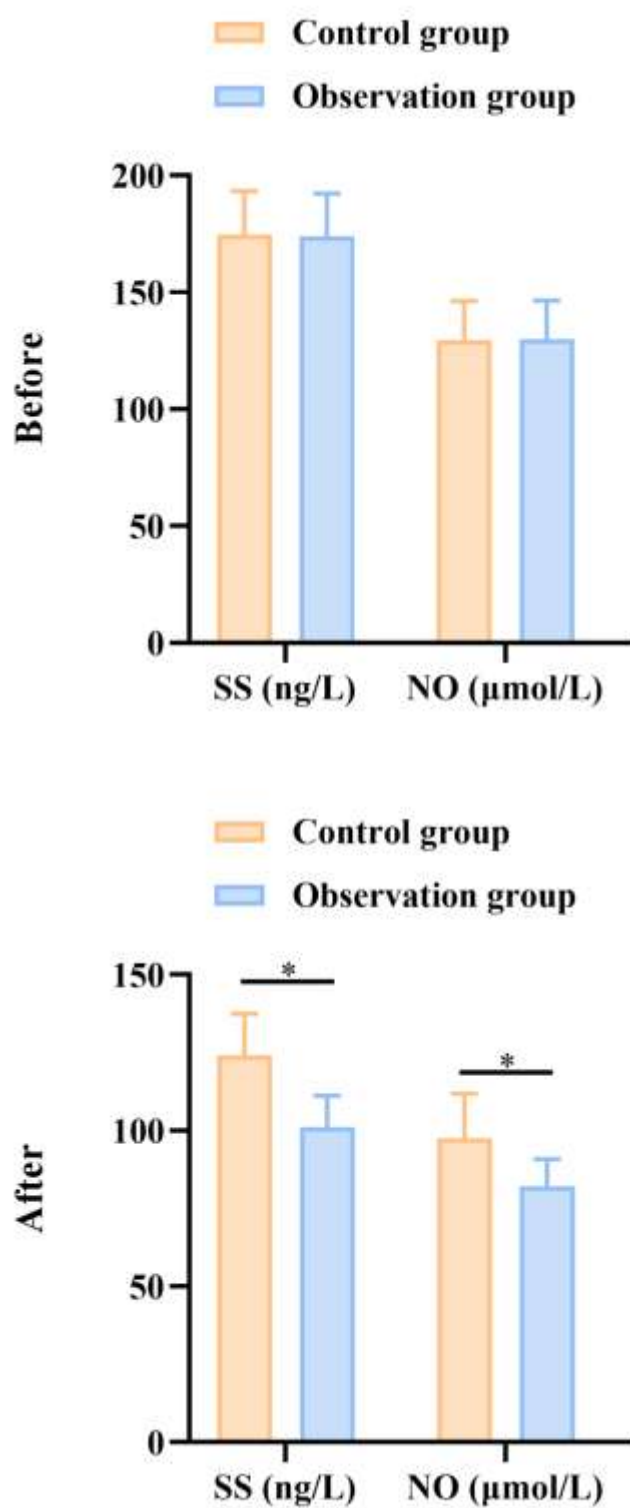 Control group
Observation group
Before
200
150
100
50
0
SS (ng/L) NO (μmol/L)
Control group
Observation group
After
150
*
*
100
50
0
SS (ng/L) NO (μmol/L)